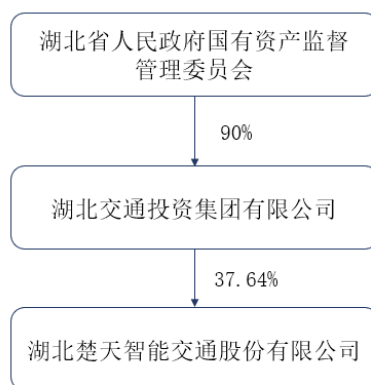 湖北省人民政府国有资产监督
管理委员会
90%
湖北交通投资集团有限公司
37.64%
湖北楚天智能交通股份有限公司